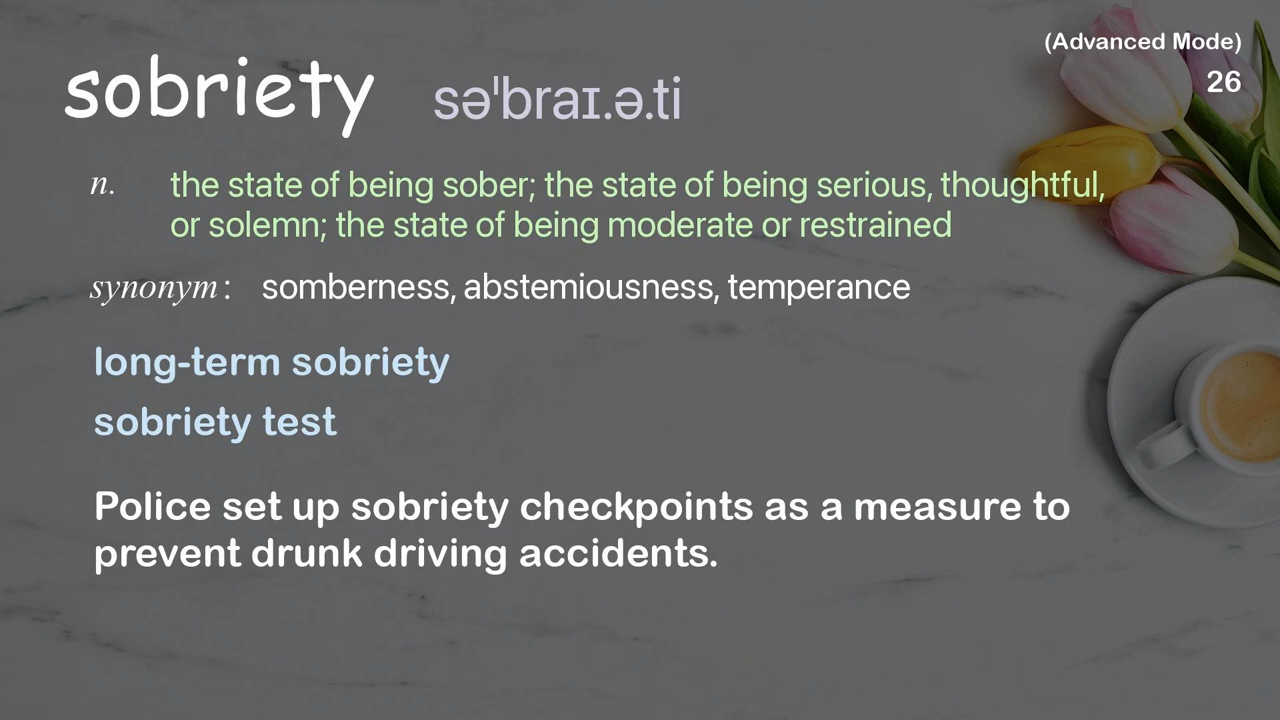 (Advanced Mode)
26
sobriety səˈbraɪ.ə.ti
n. the state of being sober; the state of being serious, thoughtful,
or solemn; the state of being moderate or restrained
synonym: somberness, abstemiousness, temperance
long-term sobriety
sobriety test
Police set up sobriety checkpoints as a measure to
prevent drunk driving accidents.